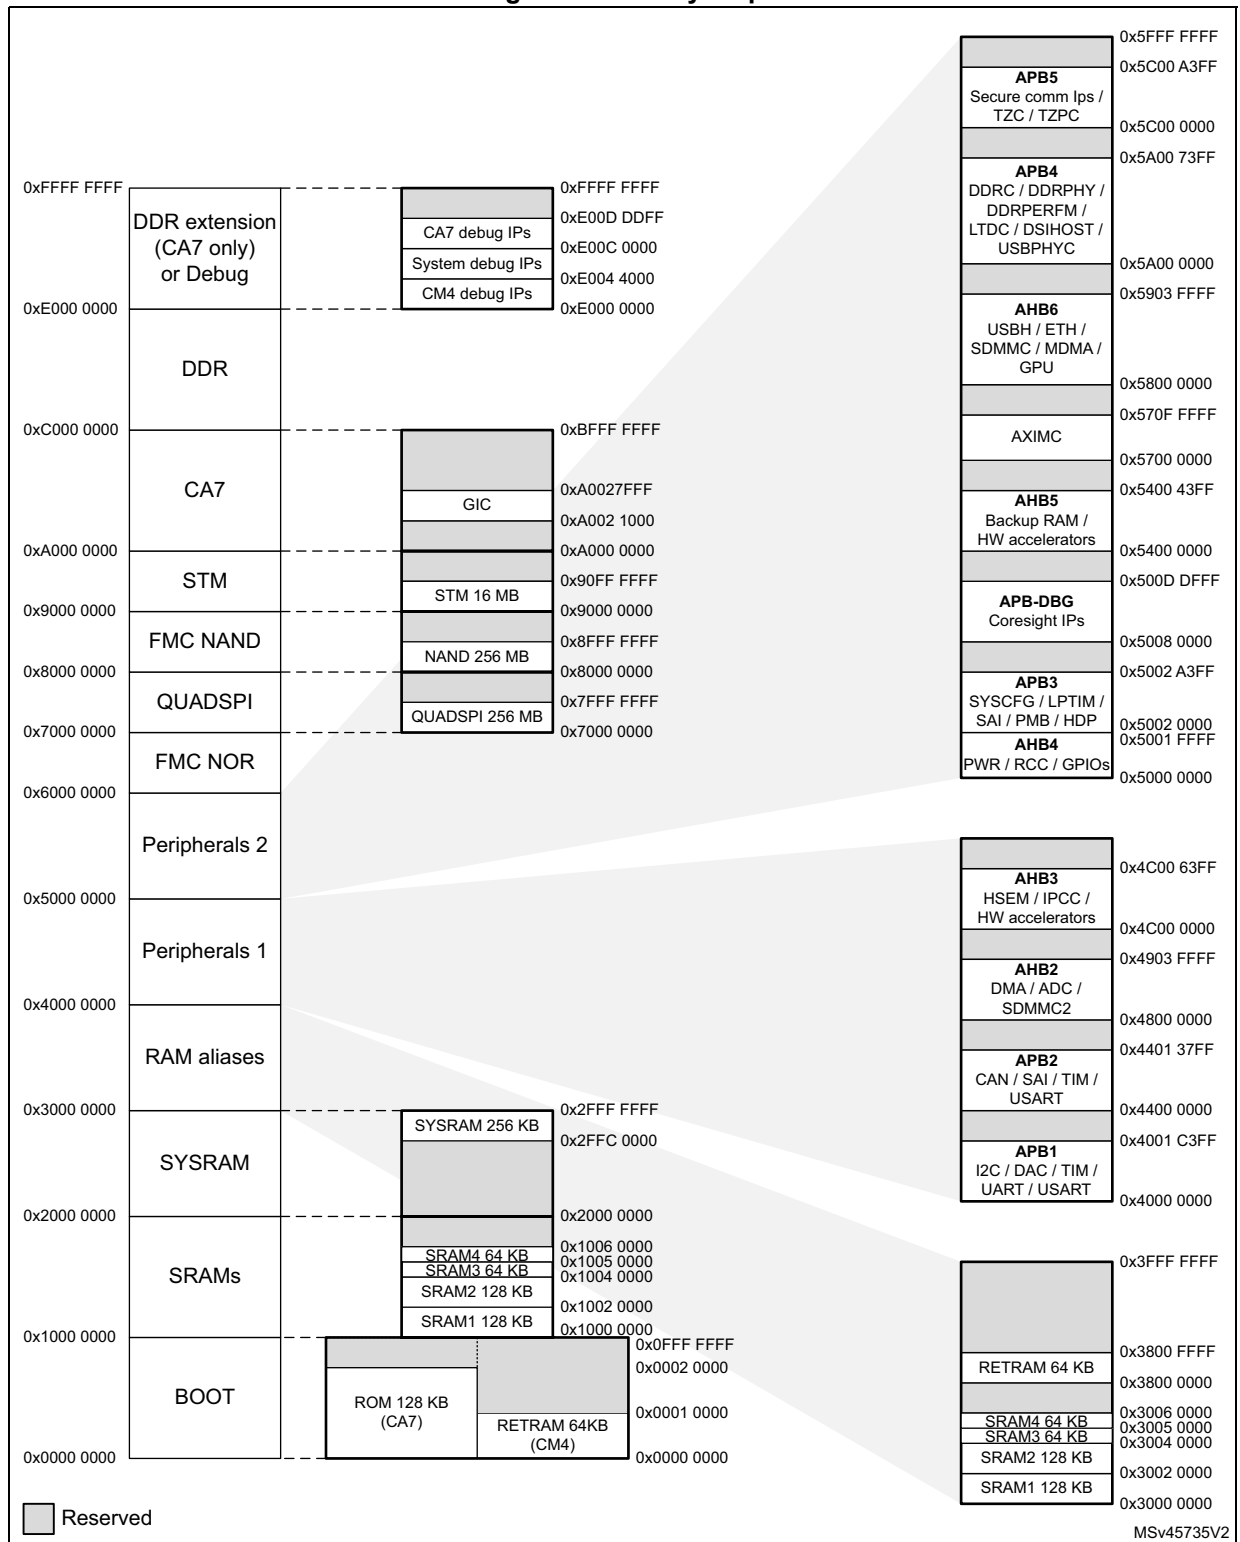 0xFFFF FFFF
DDR extension
(CA7 only)
or Debug
0xE000 0000
DDR
0xC000 0000
CA7
0xA000 0000
STM
0x9000 0000
FMC NAND
0x8000 0000
QUADSPI
0x7000 0000
FMC NOR
0x6000 0000
Peripherals 2
0x5000 0000
Peripherals 1
0x4000 0000
RAM aliases
0x3000 0000
SYSRAM
0x2000 0000
SRAMs
0x1000 0000
BOOT
0x0000 0000
Reserved
0xFFFF FFFF
0xE00D DDFF
CA7 debug IPs
0xE00C 0000
System debug IPs
0xE004 4000
CM4 debug IPs
0xE000 0000
0xBFFF FFFF
0xA0027FFF
GIC
0xA002 1000
0xA000 0000
0x90FF FFFF
STM 16 MB
0x9000 0000
0x8FFF FFFF
NAND 256 MB
0x8000 0000
0x7FFF FFFF
QUADSPI 256 MB
0x7000 0000
0x2FFF FFFF
SYSRAM 256 KB
0x2FFC 0000
0x2000 0000
0x1006 0000
SRAM4 64 KB
0x1005 0000
SRAM3 64 KB
0x1004 0000
SRAM2 128 KB
0x1002 0000
SRAM1 128 KB
0x1000 0000
0x0FFF FFFF
0x0002 0000
ROM 128 KB
(CA7)
0x0001 0000
RETRAM 64KB
(CM4)
0x0000 0000
0x5FFF FFFF
0x5C00 A3FF
APB5
Secure comm Ips /
TZC / TZPC
0x5C00 0000
0x5A00 73FF
APB4
DDRC / DDRPHY /
DDRPERFM /
LTDC / DSIHOST /
USBPHYC
0x5A00 0000
0x5903 FFFF
AHB6
USBH / ETH /
SDMMC / MDMA /
GPU
0x5800 0000
0x570F FFFF
AXIMC
0x5700 0000
0x5400 43FF
AHB5
Backup RAM /
HW accelerators
0x5400 0000
0x500D DFFF
APB-DBG
Coresight IPs
0x5008 0000
0x5002 A3FF
APB3
SYSCFG / LPTIM /
SAI / PMB / HDP
0x5002 0000
0x5001 FFFF
AHB4
PWR / RCC / GPIOs
0x5000 0000
0x4C00 63FF
AHB3
HSEM / IPCC /
HW accelerators
0x4C00 0000
0x4903 FFFF
AHB2
DMA / ADC /
SDMMC2
0x4800 0000
0x4401 37FF
APB2
CAN / SAI / TIM /
USART
0x4400 0000
0x4001 C3FF
APB1
I2C / DAC / TIM /
UART / USART
0x4000 0000
0x3FFF FFFF
0x3800 FFFF
RETRAM 64 KB
0x3800 0000
0x3006 0000
SRAM4 64 KB
0x3005 0000
SRAM3 64 KB
0x3004 0000
SRAM2 128 KB
0x3002 0000
SRAM1 128 KB
0x3000 0000
MSv45735V2